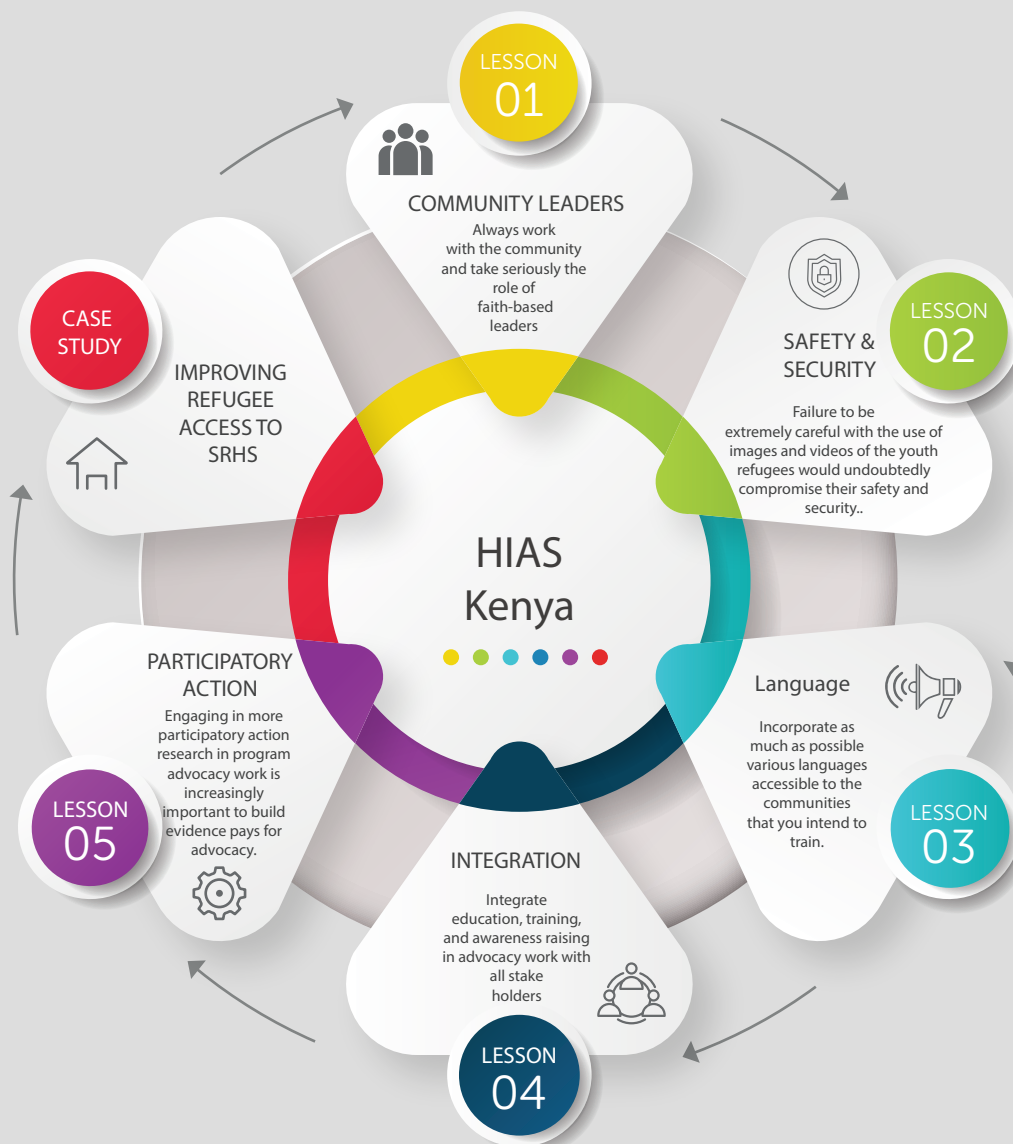 LESSON
01
COMMUNITY LEADERS
Always work
with the community
and take seriously the
role of
faith-based
leaders
LESSON
02
SAFETY &
SECURITY
Failure to be
extremely careful with the use of
images and videos of the youth
refugees would undoubtedly
compromise their safety and
security..
LESSON
03
Language
Incorporate as
much as possible
various languages
accessible to the
communities
that you intend to
train.
LESSON
04
INTEGRATION
Integrate
education, training,
and awareness raising
in advocacy work with
all stake
holders
LESSON
05
PARTICIPATORY
ACTION
Engaging in more
participatory action
research in program
advocacy work is
increasingly
important to build
evidence pays for
advocacy.
CASE
STUDY
IMPROVING
REFUGEE
ACCESS TO
SRHS
HIAS
Kenya